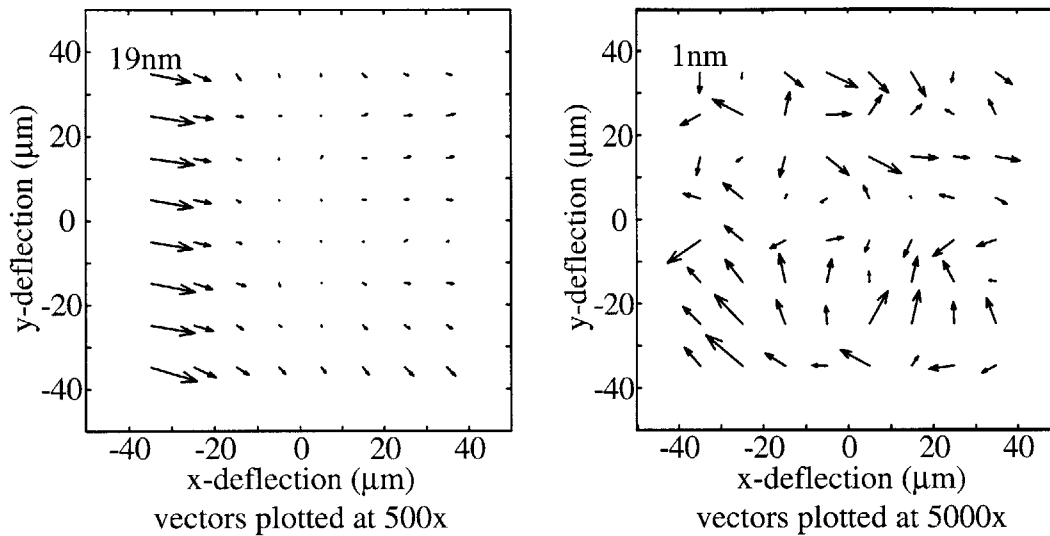 40
20
0
-20
-40
y-deflection (μm)
19nm
-40 -20 0 20 40
x-deflection (μm)
vectors plotted at 500x
40
20
0
-20
-40
y-deflection (μm)
1nm
-40 -20 0 20 40
x-deflection (μm)
vectors plotted at 5000x